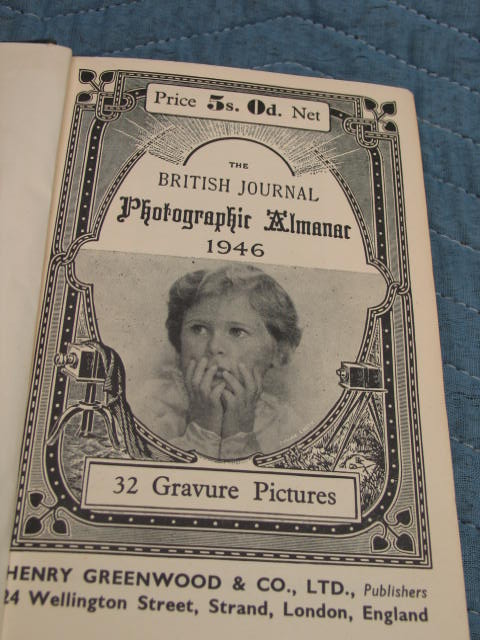 Price 5s. 0d. Net
THE
BRITISH JOURNAL
Photographic Almanac
1946
32 Gravure Pictures
HENRY GREENWOOD & CO., LTD., Publishers
24 Wellington Street, Strand, London, England